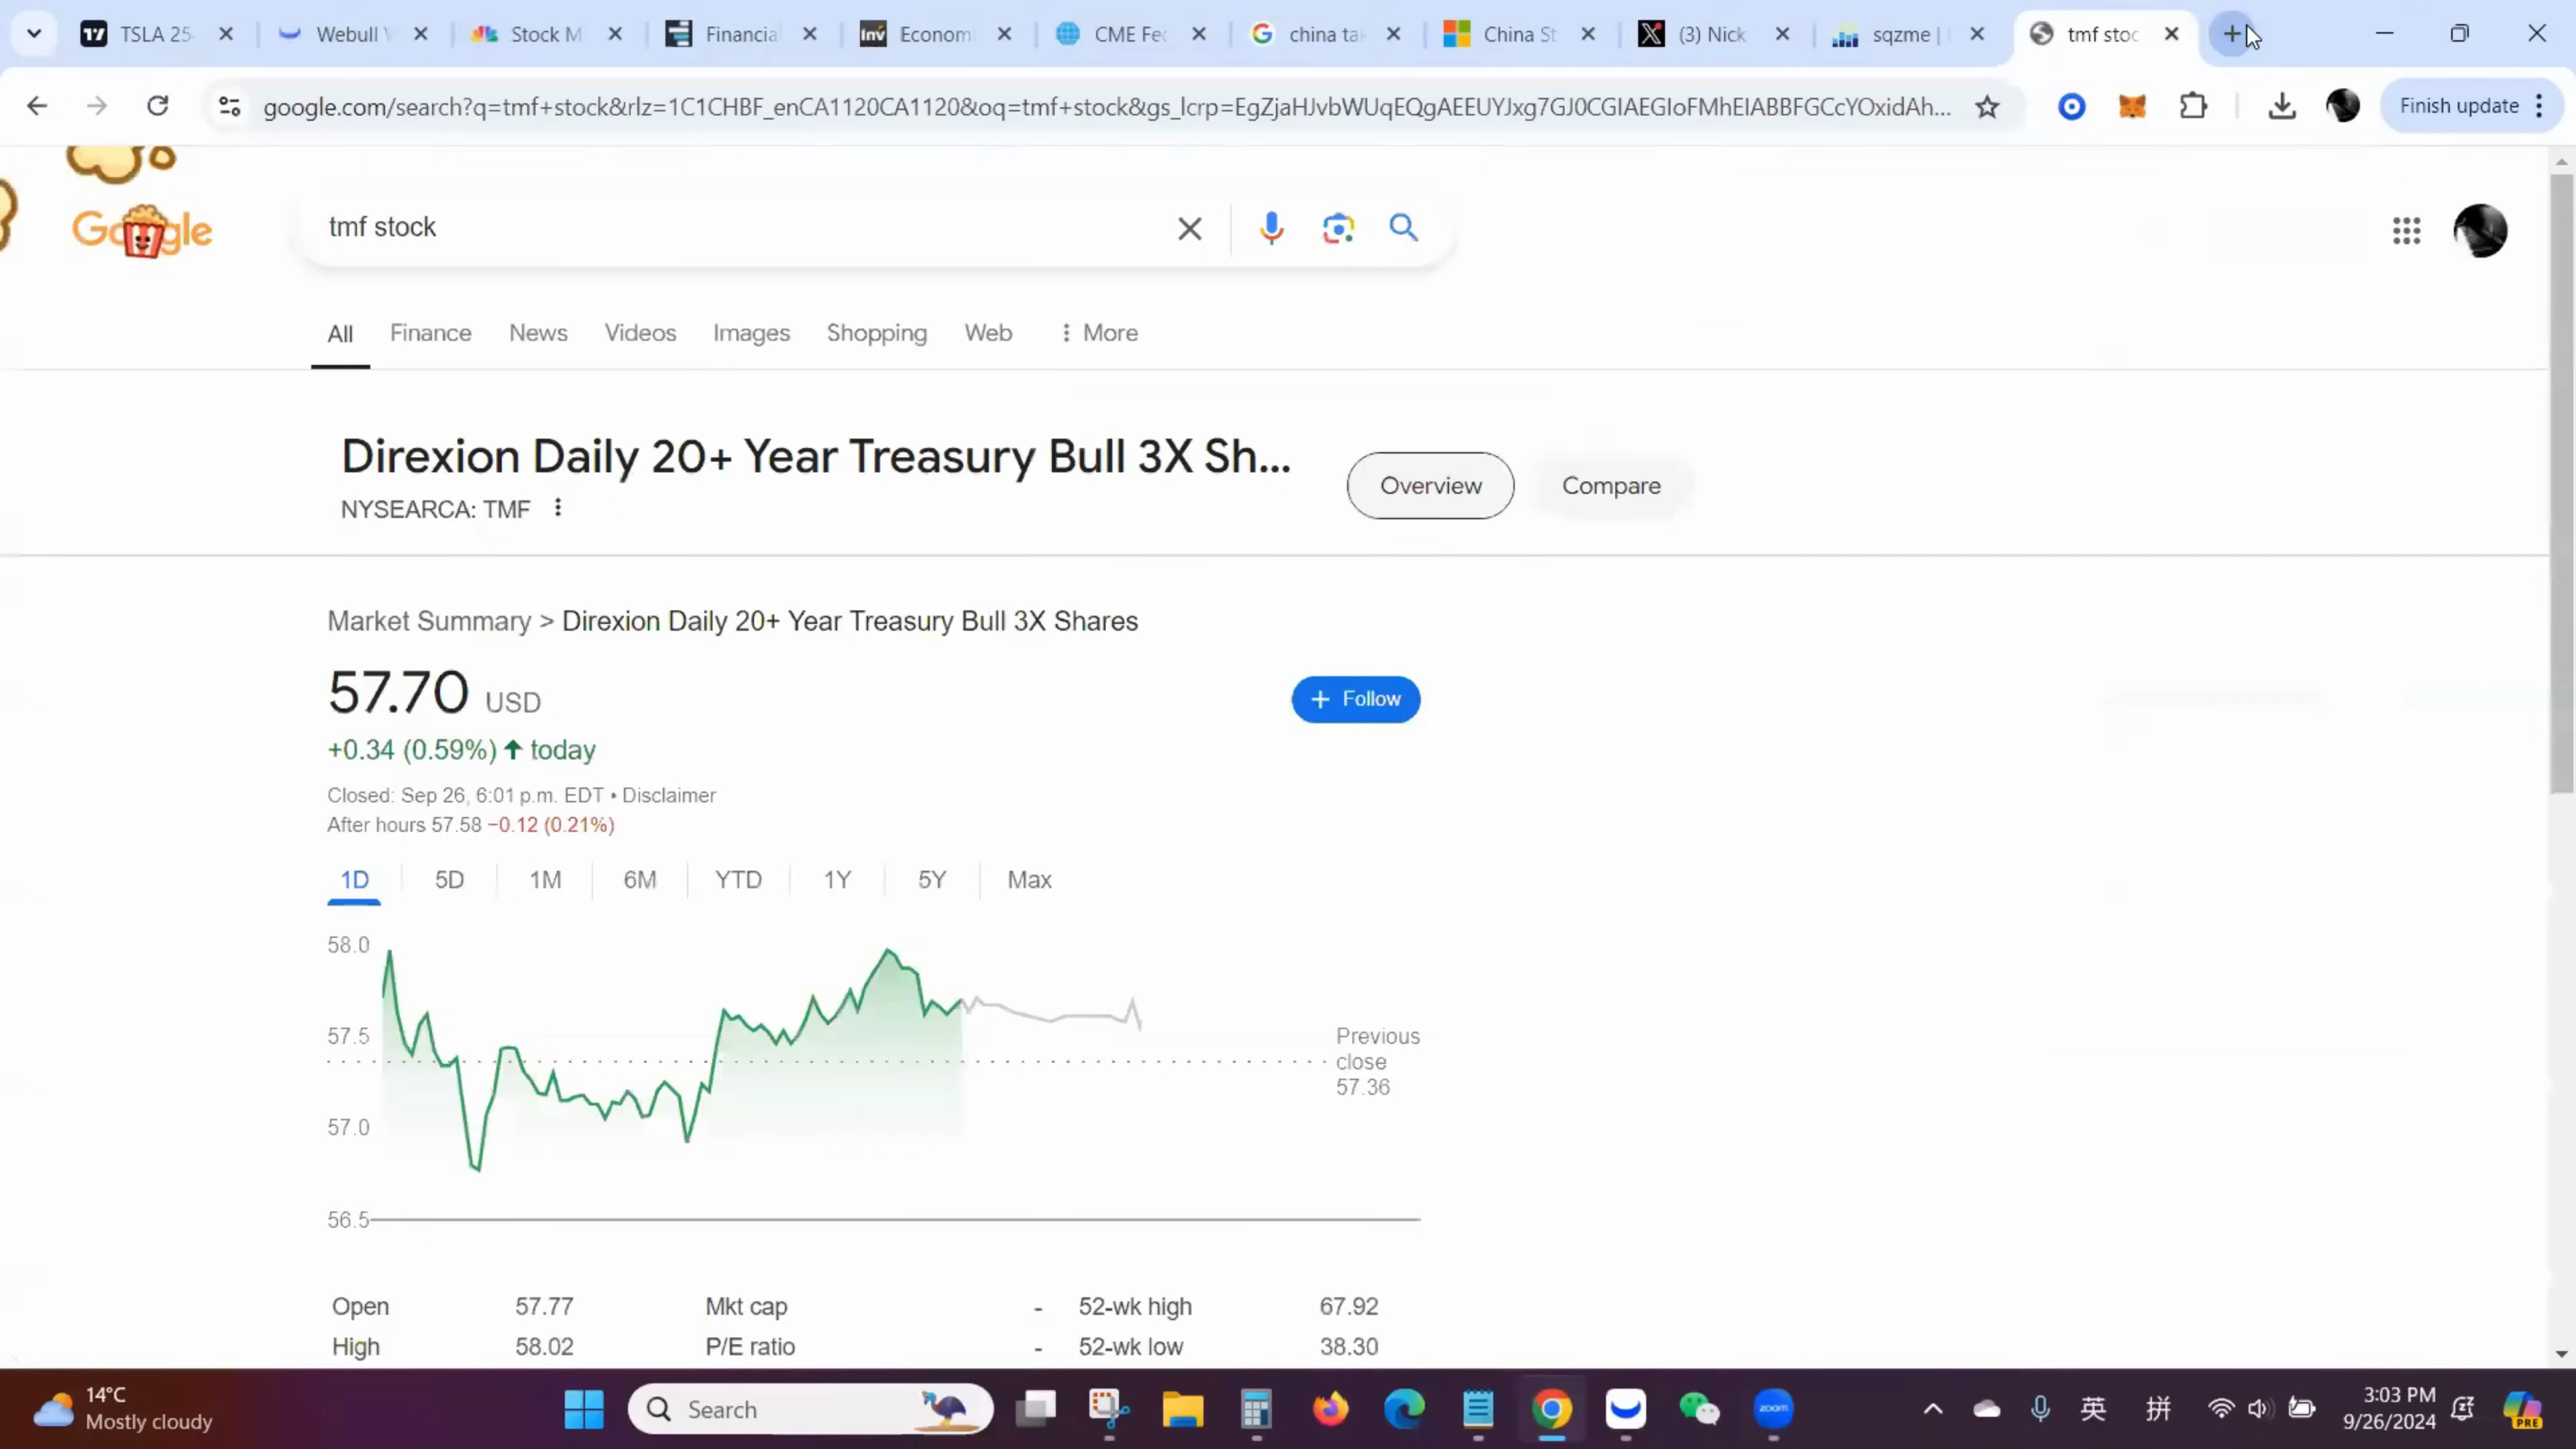 TSLA 25
Webull
Stock M
Financia
Econom
CME Fed
china ta
China St
(3) Nick
sqzme |
tmf stoc
google.com/search?q=tmf+stock&rlz=1C1CHBF_enCA1120CA1120&oq=tmf+stock&gs_lcrp=EgZjaHJvbWUqEQgAEEUYJxg7GJ0CGIAEGIoFMhEIABBFGCcYOxidAh...
Finish update
Google
tmf stock
All
Finance
News
Videos
Images
Shopping
Web
More
Direxion Daily 20+ Year Treasury Bull 3X Sh...
NYSEARCA: TMF
Overview
Compare
Market Summary > Direxion Daily 20+ Year Treasury Bull 3X Shares
57.70 USD
+ Follow
+0.34 (0.59%) today
Closed: Sep 26, 6:01 p.m. EDT • Disclaimer
After hours 57.58 −0.12 (0.21%)
1D
5D
1M
6M
YTD
1Y
5Y
Max
58.0
57.5
57.0
56.5
Previous
close
57.36
Open 57.77 Mkt cap - 52-wk high 67.92
High 58.02 P/E ratio - 52-wk low 38.30
14°C
Mostly cloudy
Search
zoom
英
拼
3:03 PM
9/26/2024
PRE